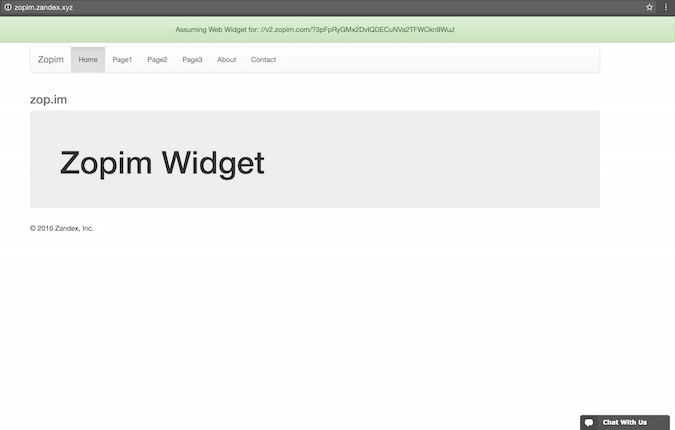 zopim.zandex.xyz
Assuming Web Widget for: //v2.zopim.com/?3pFpRyGMx2DvlQDECuNVa2TFWCkn9WuJ
Zopim Home Page1 Page2 Page3 About Contact
zop.im
Zopim Widget
© 2016 Zandex, Inc.
Chat With Us